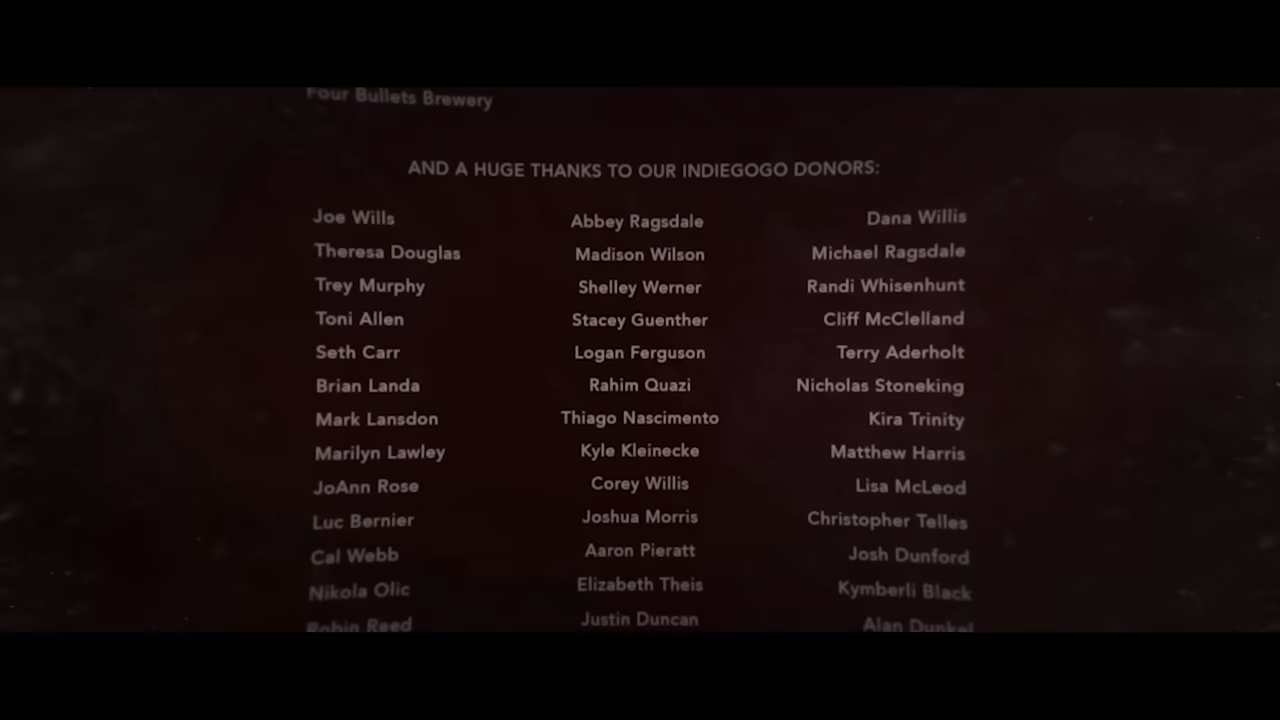 Four Bullets Brewery
AND A HUGE THANKS TO OUR INDIEGOGO DONORS:
Joe Wills Abbey Ragsdale Dana Willis
Theresa Douglas Madison Wilson Michael Ragsdale
Trey Murphy Shelley Werner Randi Whisenhunt
Toni Allen Stacey Guenther Cliff McClelland
Seth Carr Logan Ferguson Terry Aderholt
Brian Landa Rahim Quazi Nicholas Stoneking
Mark Lansdon Thiago Nascimento Kira Trinity
Marilyn Lawley Kyle Kleinecke Matthew Harris
JoAnn Rose Corey Willis Lisa McLeod
Luc Bernier Joshua Morris Christopher Telles
Cal Webb Aaron Pieratt Josh Dunford
Nikola Olic Elizabeth Theis Kymberli Black
Robin Reed Justin Duncan Alan Dunkel